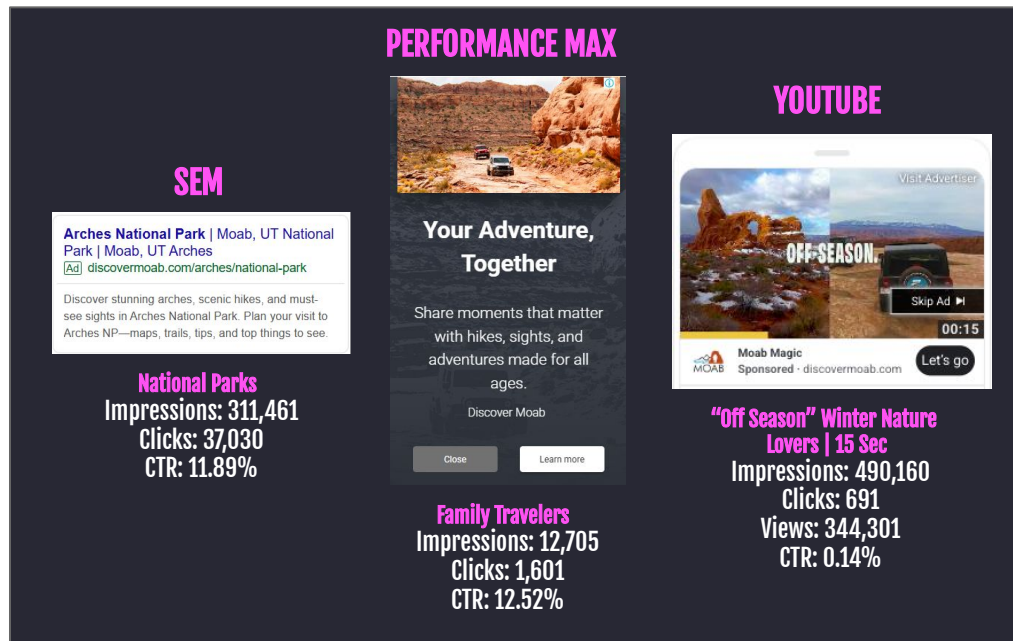 PERFORMANCE MAX
YOUTUBE
SEM
Arches National Park | Moab, UT National
Park | Moab, UT Arches
Ad discovermoab.com/arches/national-park
Discover stunning arches, scenic hikes, and must-
see sights in Arches National Park. Plan your visit to
Arches NP—maps, trails, tips, and top things to see.
National Parks
Impressions: 311,461
Clicks: 37,030
CTR: 11.89%
Your Adventure,
Together
Share moments that matter
with hikes, sights, and
adventures made for all
ages.
Discover Moab
Close
Learn more
Family Travelers
Impressions: 12,705
Clicks: 1,601
CTR: 12.52%
Visit Advertiser
OFF-SEASON.
Skip Ad
00:15
MOAB
Moab Magic
Sponsored · discovermoab.com
Let's go
“Off Season” Winter Nature
Lovers | 15 Sec
Impressions: 490,160
Clicks: 691
Views: 344,301
CTR: 0.14%